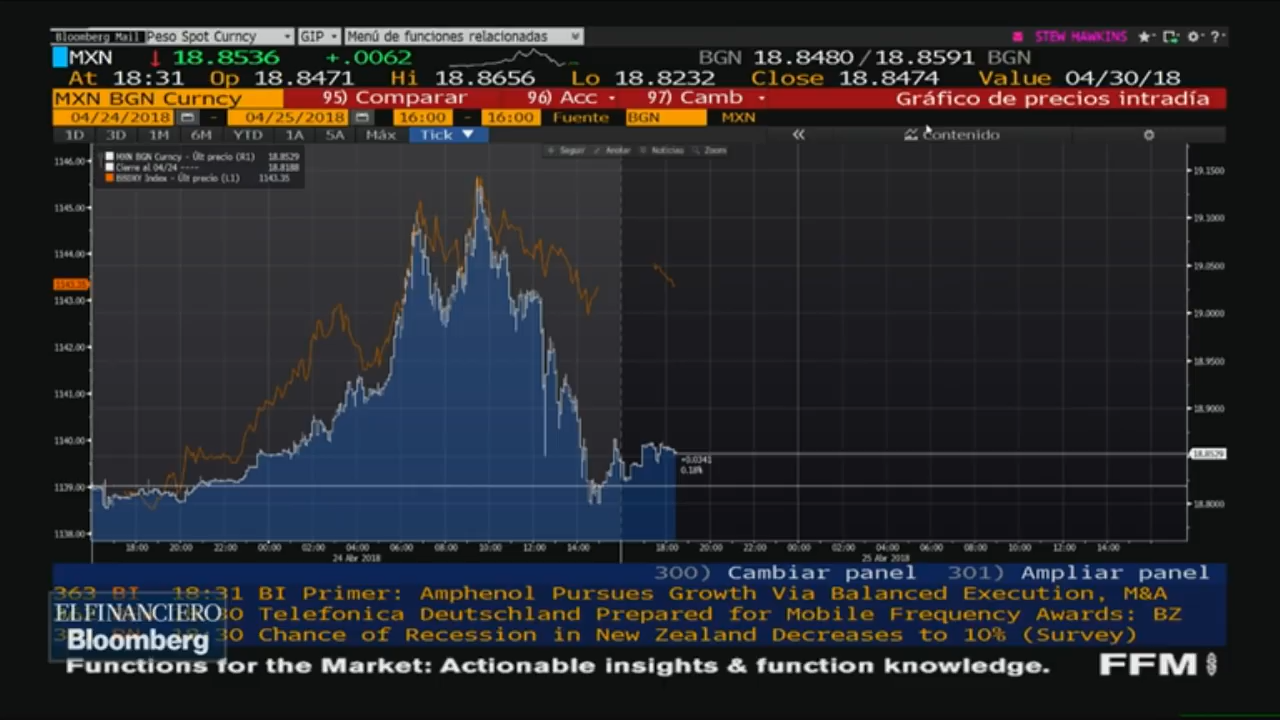 Bloomberg Mail Peso Spot Curncy GIP Menú de funciones relacionadas STEW HAWKINS ?
MXN ↓ 18.8536 +.0062 BGN 18.8480/18.8591 BGN
At 18:31 Op 18.8471 Hi 18.8656 Lo 18.8232 Close 18.8474 Value 04/30/18
MXN BGN Curncy 95) Comparar 96) Acc 97) Camb Gráfico de precios intradía
04/24/2018 - 04/25/2018 16:00 - 16:00 Fuente BGN MXN
1D 3D 1M 6M YTD 1A 5A Máx Tick ▼ « Contenido
Seguir Anotar Noticias Zoom
MXN BGN Curncy - Últ precio (R1) 18.8529
Cierre al 04/24 ---- 18.8188
BBDXY Index - Últ precio (L1) 1143.35
1146.00 19.1500
1145.00 19.1000
1144.00 19.0500
1143.35
1143.00 19.0000
1142.00 18.9500
1141.00 18.9000
1140.00
18.8529
+0.0341
0.18%
1139.00 18.8000
1138.00
18:00 20:00 22:00 00:00 02:00 04:00 06:00 08:00 10:00 12:00 14:00 18:00 20:00 22:00 00:00 02:00 04:00 06:00 08:00 10:00 12:00 14:00
24 Abr 2018 25 Abr 2018
300) Cambiar panel 301) Ampliar panel
363 BI 18:31 BI Primer: Amphenol Pursues Growth Via Balanced Execution, M&A
30 Telefonica Deutschland Prepared for Mobile Frequency Awards: BZ
30 Chance of Recession in New Zealand Decreases to 10% (Survey)
EL FINANCIERO
Bloomberg
Functions for the Market: Actionable insights & function knowledge. FFM